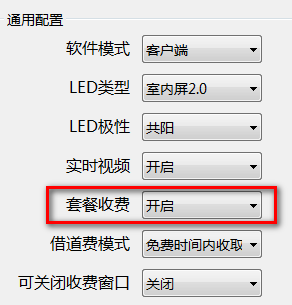 通用配置
软件模式 客户端
LED类型 室内屏2.0
LED极性 共阳
实时视频 开启
套餐收费 开启
借道费模式 免费时间内收取
可关闭收费窗口 关闭